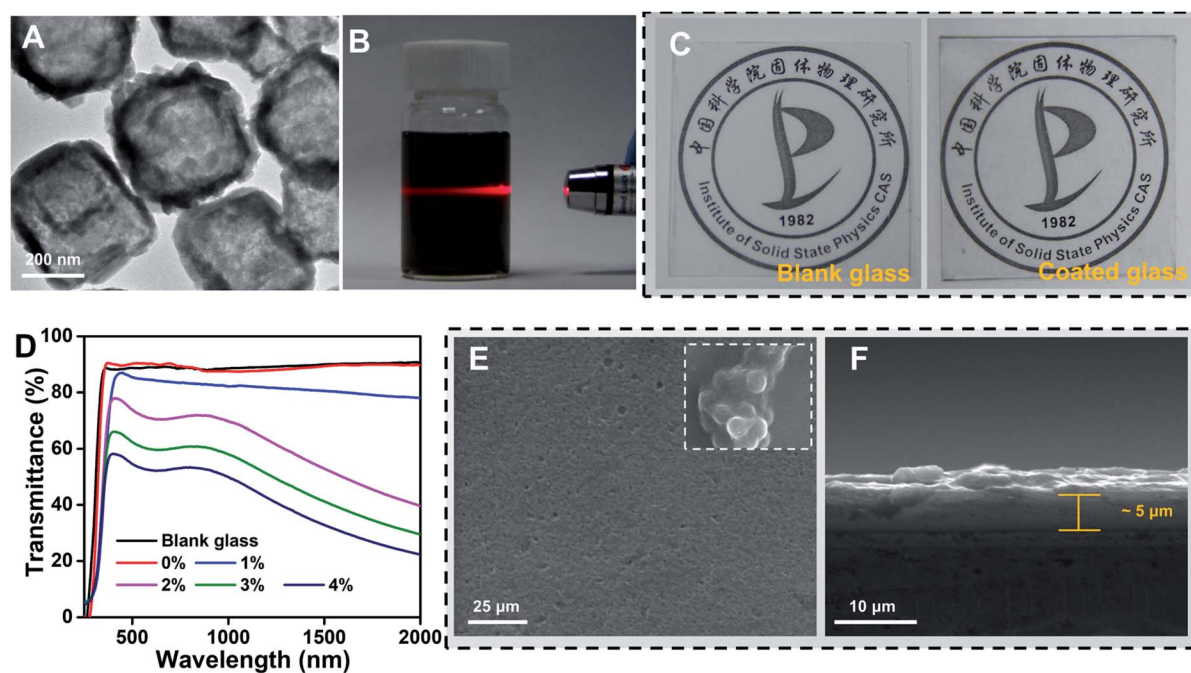 A
200 nm
B
C
中国科学院固体物理研究所
1982
Institute of Solid State Physics CAS
Blank glass
中国科学院固体物理研究所
1982
Institute of Solid State Physics CAS
Coated glass
D
Transmittance (%)
100
80
60
40
20
0
Blank glass
0%
1%
2%
3%
4%
500
1000
1500
2000
Wavelength (nm)
E
25 μm
F
~ 5 μm
10 μm